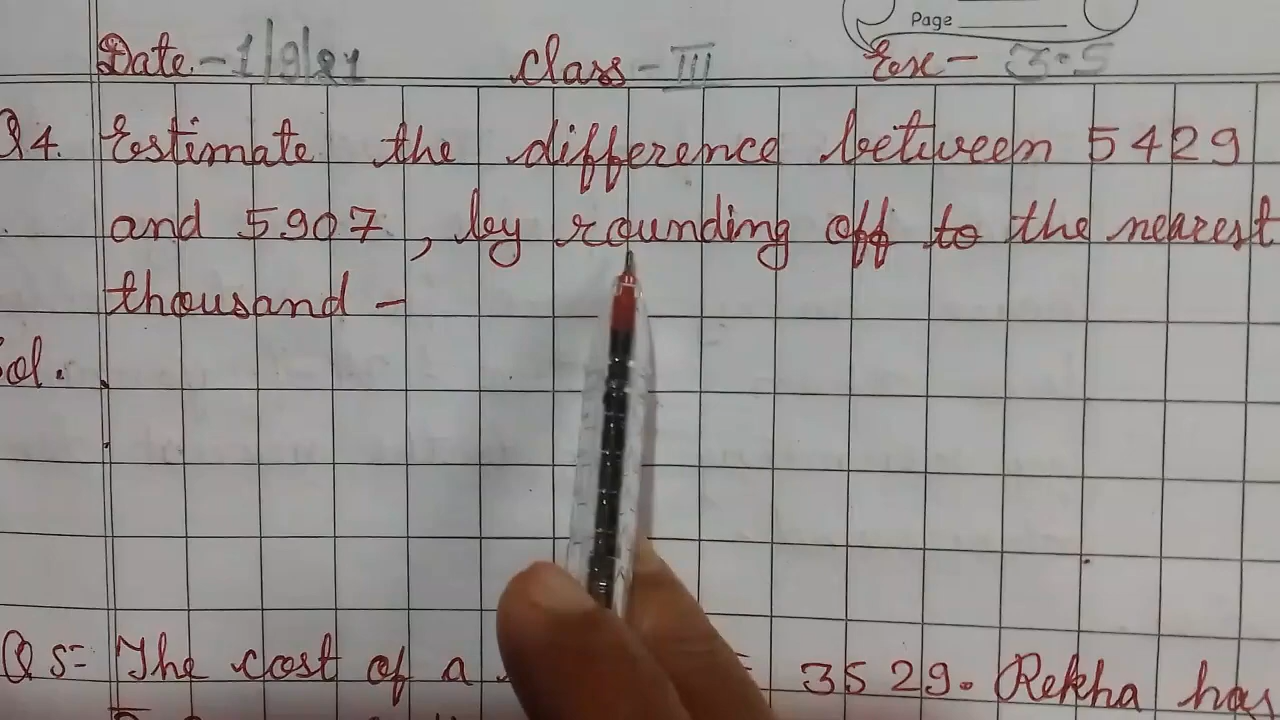 Page
Date - 1/9/21 Class - III Exe - 3.5
Q4. Estimate the difference between 5429
and 5907, by rounding off to the nearest
thousand -
Sol.
Q5- The cost of a 3529. Rekha has